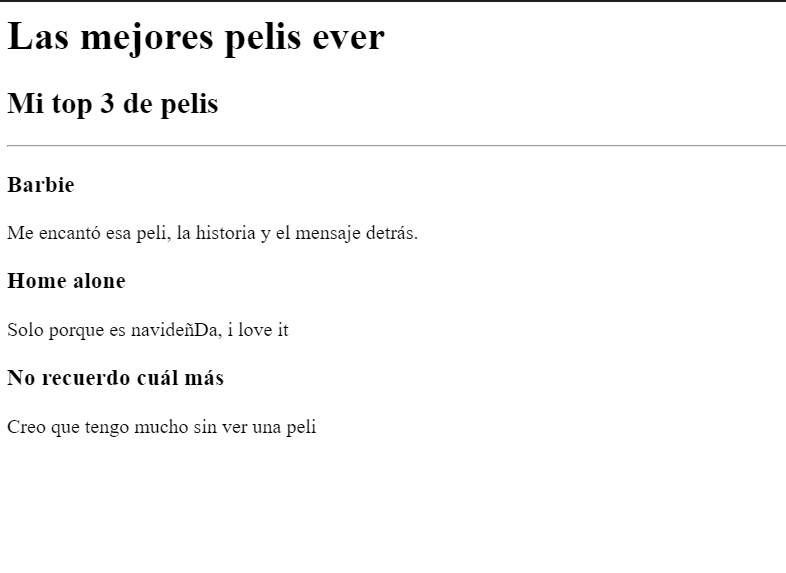 Las mejores pelis ever
Mi top 3 de pelis
Barbie
Me encantó esa peli, la historia y el mensaje detrás.
Home alone
Solo porque es navideñDa, i love it
No recuerdo cuál más
Creo que tengo mucho sin ver una peli